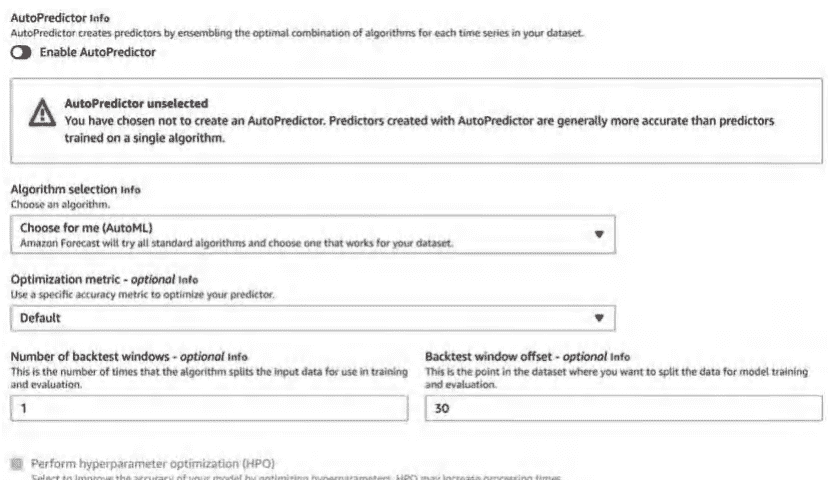 AutoPredictor Info
AutoPredictor creates predictors by ensembling the optimal combination of algorithms for each time series in your dataset.
Enable AutoPredictor
AutoPredictor unselected
You have chosen not to create an AutoPredictor. Predictors created with AutoPredictor are generally more accurate than predictors
trained on a single algorithm.
Algorithm selection Info
Choose an algorithm.
Choose for me (AutoML)
Amazon Forecast will try all standard algorithms and choose one that works for your dataset.
Optimization metric - optional Info
Use a specific accuracy metric to optimize your predictor.
Default
Number of backtest windows - optional Info
This is the number of times that the algorithm splits the input data for use in training
and evaluation.
1
Backtest window offset - optional Info
This is the point in the dataset where you want to split the data for model training
and evaluation.
30
Perform hyperparameter optimization (HPO)
Select to improve the accuracy of your model by optimizing hyperparameters. HPO may increase processing times.